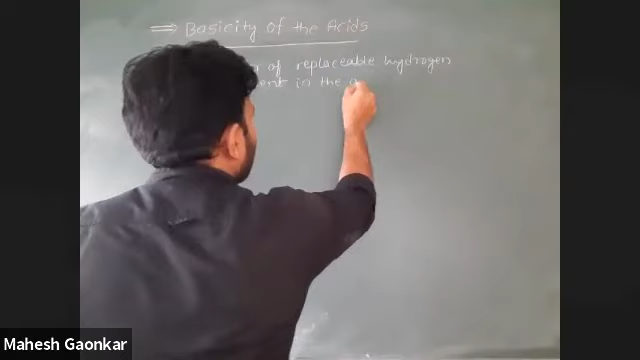 ⇒ Basicity of the Acids
of replaceable hydrogen
in the
Mahesh Gaonkar